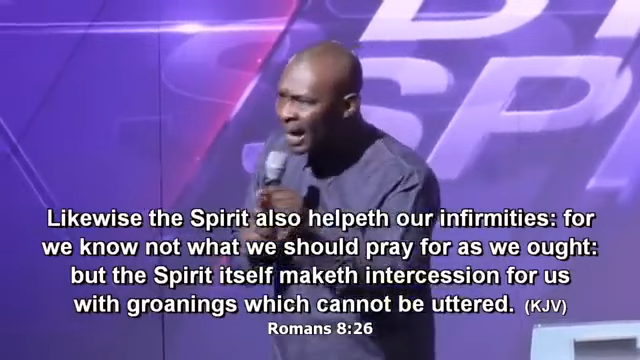 SPI
Likewise the Spirit also helpeth our infirmities: for
we know not what we should pray for as we ought:
but the Spirit itself maketh intercession for us
with groanings which cannot be uttered. (KJV)
Romans 8:26